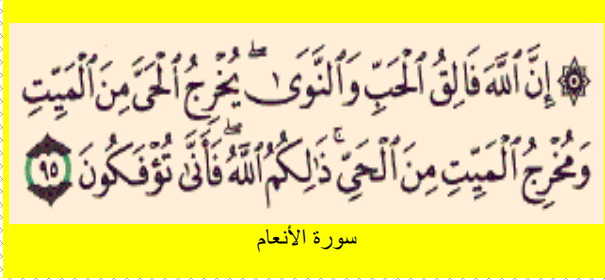 ۞ إِنَّ ٱللَّهَ فَالِقُ ٱلْحَبِّ وَٱلنَّوَىٰ ۖ يُخْرِجُ ٱلْحَىَّ مِنَ ٱلْمَيِّتِ
وَمُخْرِجُ ٱلْمَيِّتِ مِنَ ٱلْحَىِّ ۚ ذَٰلِكُمُ ٱللَّهُ ۖ فَأَنَّىٰ تُؤْفَكُونَ ٩٥
سورة الأنعام